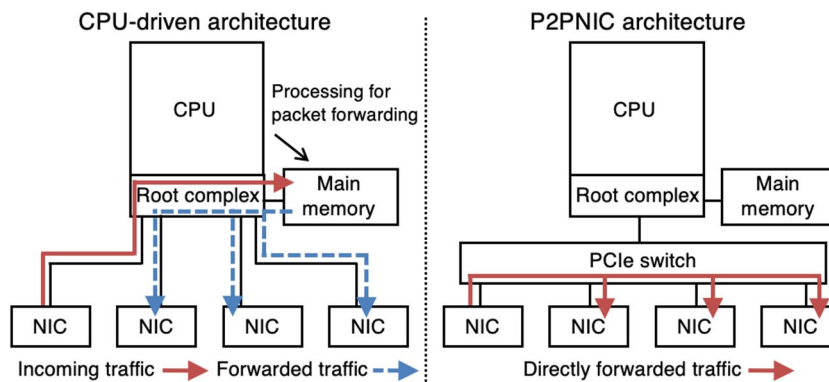 CPU-driven architecture
CPU
Processing for
packet forwarding
Root complex
Main
memory
NIC
NIC
NIC
NIC
Incoming traffic
Forwarded traffic
P2PNIC architecture
CPU
Root complex
Main
memory
PCIe switch
NIC
NIC
NIC
NIC
Directly forwarded traffic